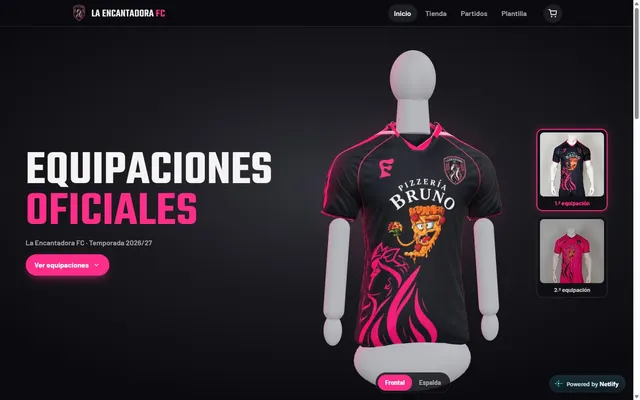 LA ENCANTADORA FC
Inicio
Tienda
Partidos
Plantilla
EQUIPACIONES
OFICIALES
La Encantadora FC · Temporada 2026/27
Ver equipaciones
PIZZERÍA
BRUNO
1.ª equipación
2.ª equipación
Frontal
Espalda
Powered by Netlify